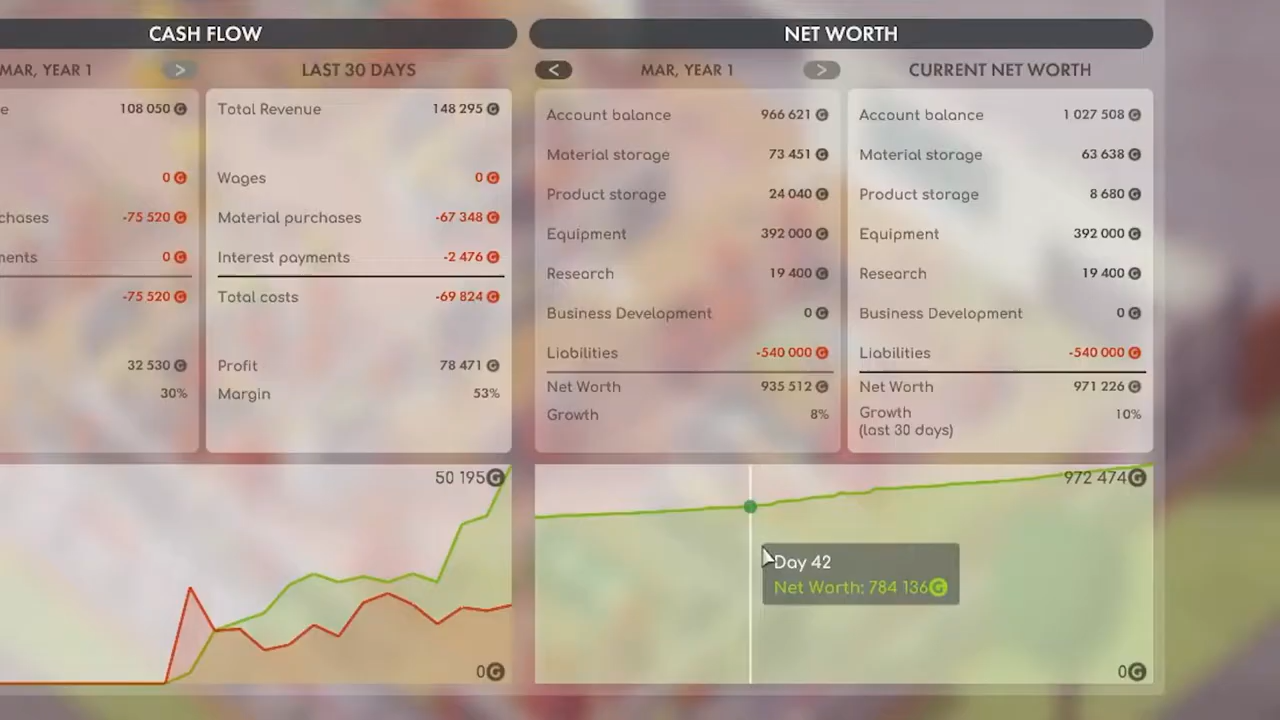 CASH FLOW
MAR, YEAR 1 >
LAST 30 DAYS
e 108 050
0
chases -75 520
ments 0
-75 520
32 530
30%
Total Revenue 148 295
Wages 0
Material purchases -67 348
Interest payments -2 476
Total costs -69 824
Profit 78 471
Margin 53%
50 195
0
NET WORTH
< MAR, YEAR 1 >
CURRENT NET WORTH
Account balance 966 621
Material storage 73 451
Product storage 24 040
Equipment 392 000
Research 19 400
Business Development 0
Liabilities -540 000
Net Worth 935 512
Growth 8%
Account balance 1 027 508
Material storage 63 638
Product storage 8 680
Equipment 392 000
Research 19 400
Business Development 0
Liabilities -540 000
Net Worth 971 226
Growth 10%
(last 30 days)
972 474
Day 42
Net Worth: 784 136
0